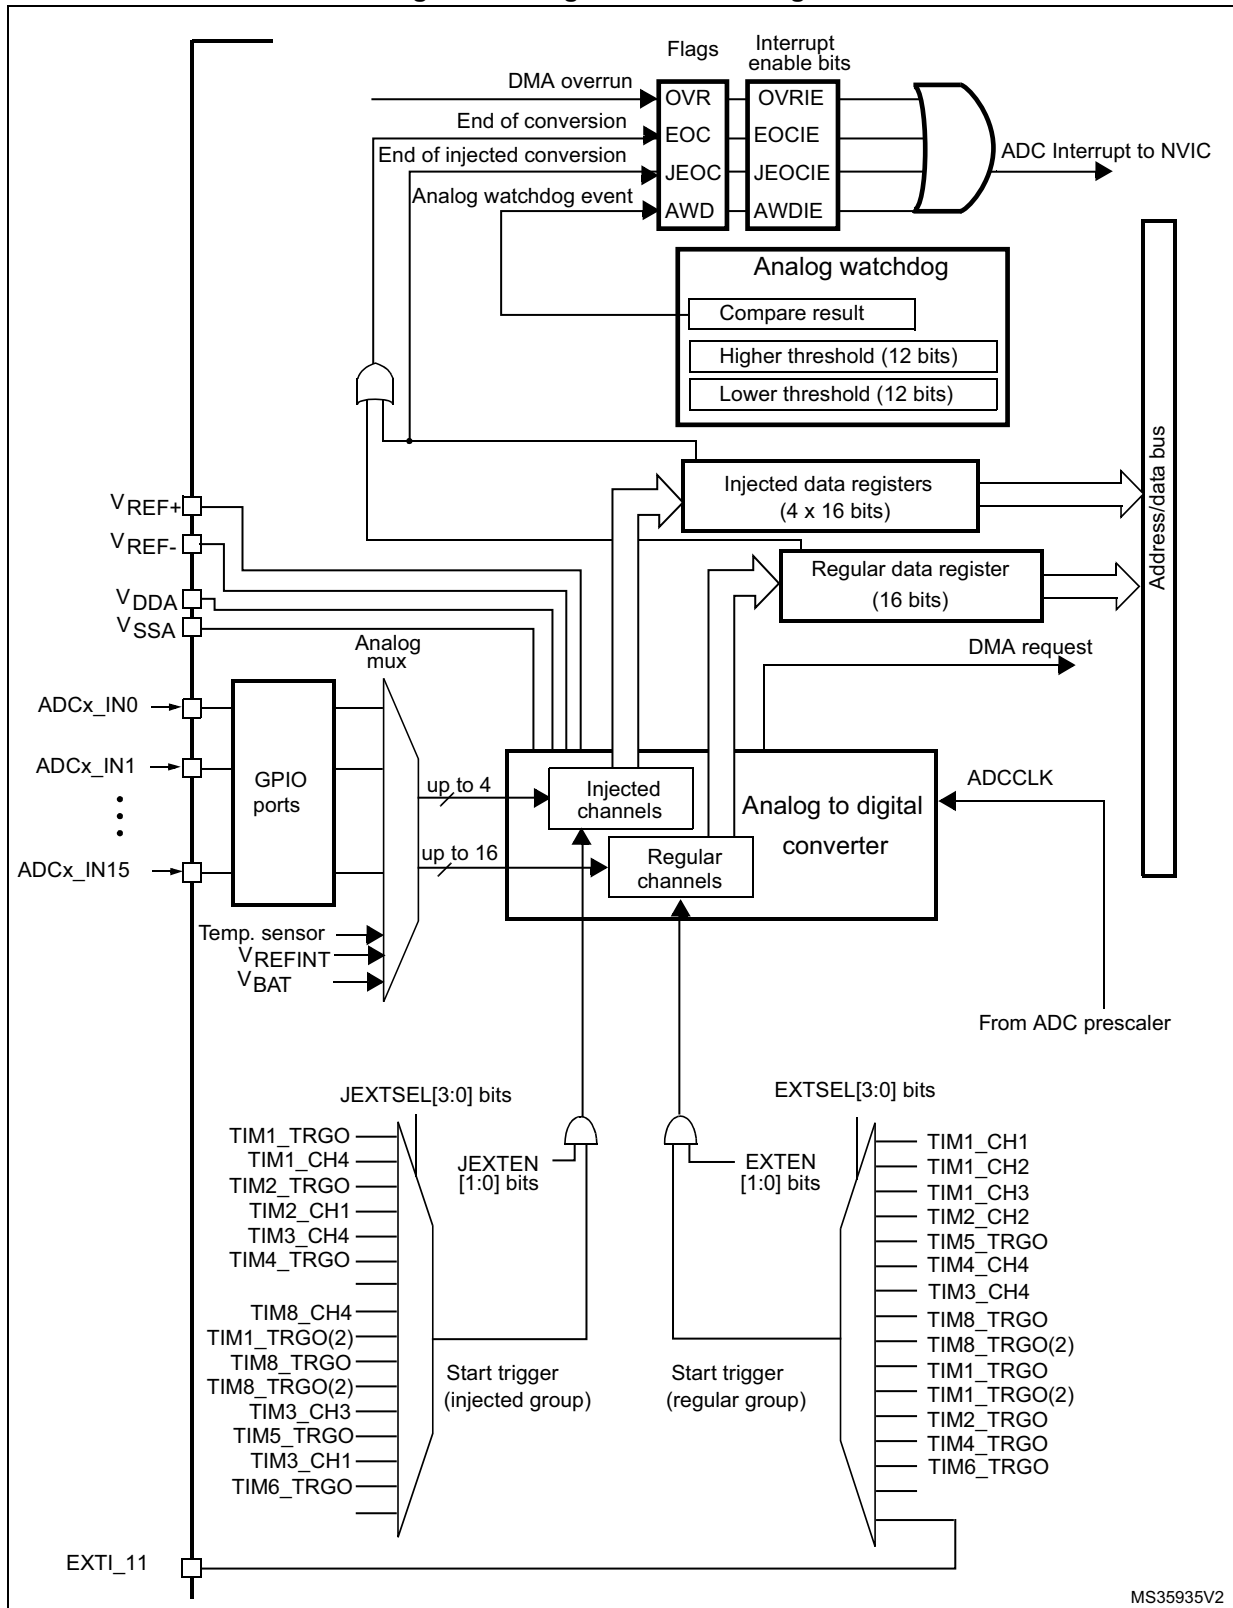 Flags
Interrupt
enable bits
DMA overrun
OVR
OVRIE
End of conversion
EOC
EOCIE
End of injected conversion
JEOC
JEOCIE
ADC Interrupt to NVIC
Analog watchdog event
AWD
AWDIE
Analog watchdog
Compare result
Higher threshold (12 bits)
Lower threshold (12 bits)
Address/data bus
Injected data registers
(4 x 16 bits)
VREF+
VREF-
Regular data register
(16 bits)
VDDA
VSSA
Analog
mux
DMA request
ADCx_IN0
ADCx_IN1
GPIO
ports
up to 4
Injected
channels
Analog to digital
converter
ADCCLK
up to 16
Regular
channels
ADCx_IN15
Temp. sensor
VREFINT
VBAT
From ADC prescaler
JEXTSEL[3:0] bits
EXTSEL[3:0] bits
TIM1_TRGO
TIM1_CH4
TIM2_TRGO
TIM2_CH1
TIM3_CH4
TIM4_TRGO
TIM8_CH4
TIM1_TRGO(2)
TIM8_TRGO
TIM8_TRGO(2)
TIM3_CH3
TIM5_TRGO
TIM3_CH1
TIM6_TRGO
JEXTEN
[1:0] bits
EXTEN
[1:0] bits
Start trigger
(injected group)
Start trigger
(regular group)
TIM1_CH1
TIM1_CH2
TIM1_CH3
TIM2_CH2
TIM5_TRGO
TIM4_CH4
TIM3_CH4
TIM8_TRGO
TIM8_TRGO(2)
TIM1_TRGO
TIM1_TRGO(2)
TIM2_TRGO
TIM4_TRGO
TIM6_TRGO
EXTI_11
MS35935V2